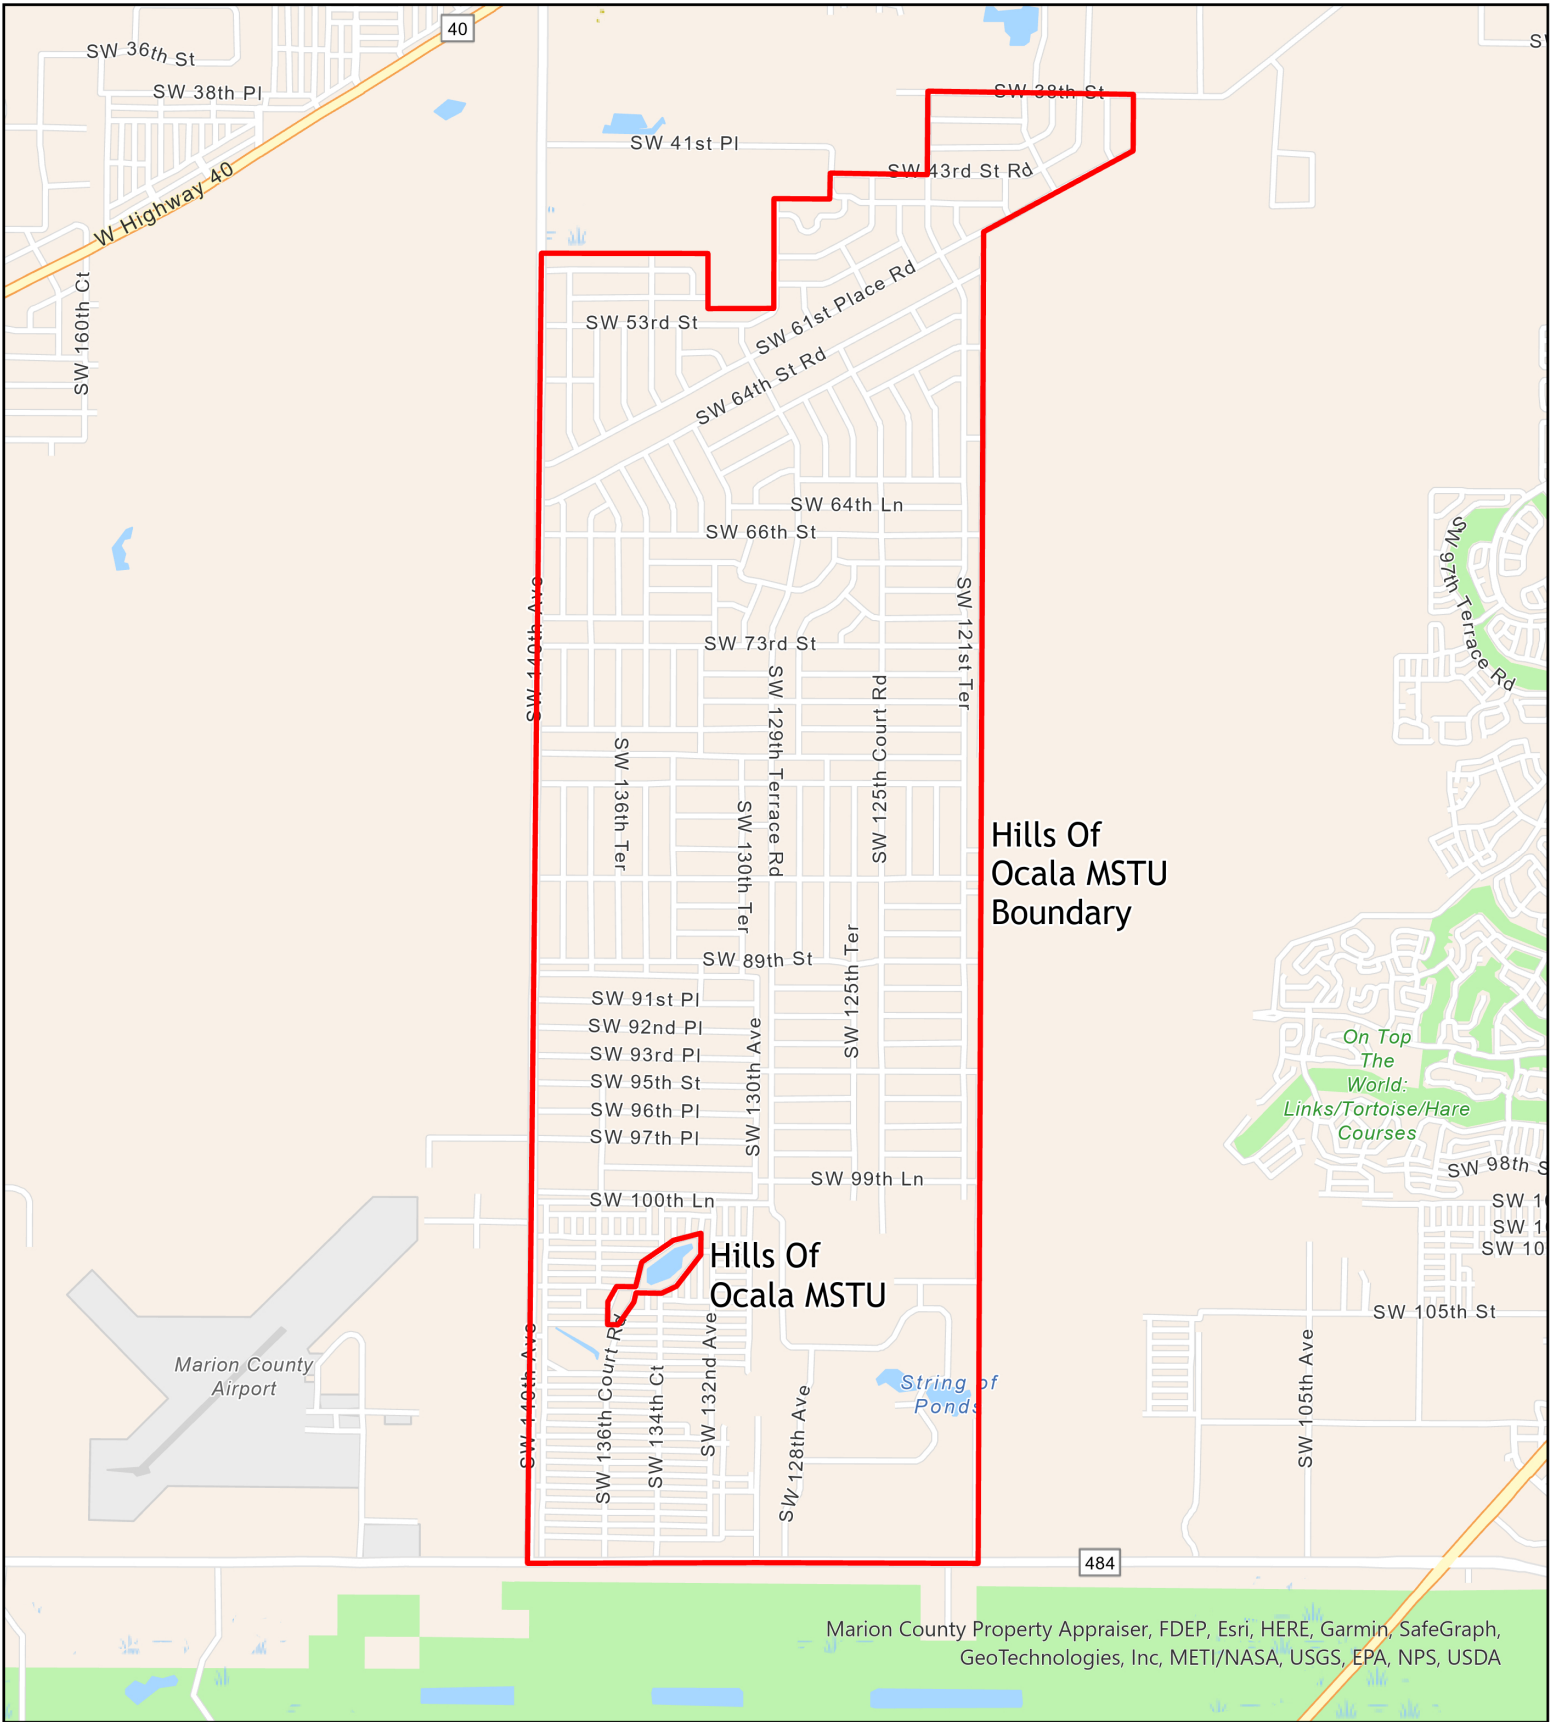 40
SW 36th St
SW 38th Pl
SW 38th St
SW 41st Pl
SW 43rd St Rd
W Highway 40
SW 160th Ct
SW 53rd St
SW 61st Place Rd
SW 64th St Rd
SW 64th Ln
SW 66th St
SW 97th Terrace Rd
SW 140th Ave
SW 121st Ter
SW 73rd St
SW 129th Terrace Rd
SW 125th Court Rd
SW 136th Ter
SW 130th Ter
Hills Of
Ocala MSTU
Boundary
SW 89th St
SW 125th Ter
SW 91st Pl
SW 92nd Pl
SW 93rd Pl
SW 95th St
SW 96th Pl
SW 97th Pl
SW 130th Ave
On Top
The
World:
Links/Tortoise/Hare
Courses
SW 98th S
SW 99th Ln
SW 100th Ln
SW 10
SW 10
SW 10
Hills Of
Ocala MSTU
SW 105th St
Marion County
Airport
SW 140th Ave
SW 136th Court Rd
SW 134th Ct
SW 132nd Ave
SW 128th Ave
String of
Ponds
SW 105th Ave
484
Marion County Property Appraiser, FDEP, Esri, HERE, Garmin, SafeGraph,
GeoTechnologies, Inc, METI/NASA, USGS, EPA, NPS, USDA